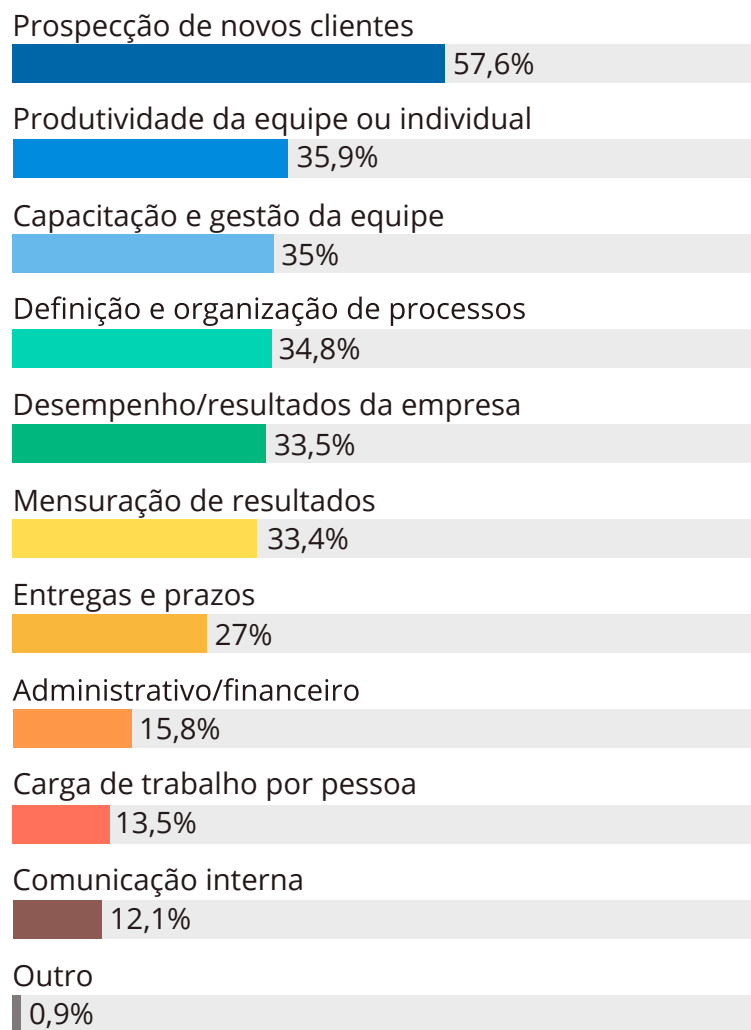 Prospecção de novos clientes
57,6%
Produtividade da equipe ou individual
35,9%
Capacitação e gestão da equipe
35%
Definição e organização de processos
34,8%
Desempenho/resultados da empresa
33,5%
Mensuração de resultados
33,4%
Entregas e prazos
27%
Administrativo/financeiro
15,8%
Carga de trabalho por pessoa
13,5%
Comunicação interna
12,1%
Outro
0,9%